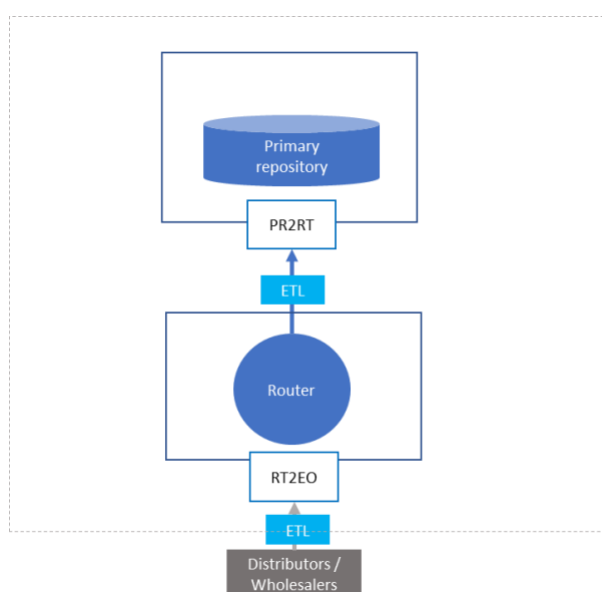 Primary
repository
PR2RT
ETL
Router
RT2EO
ETL
Distributors /
Wholesalers